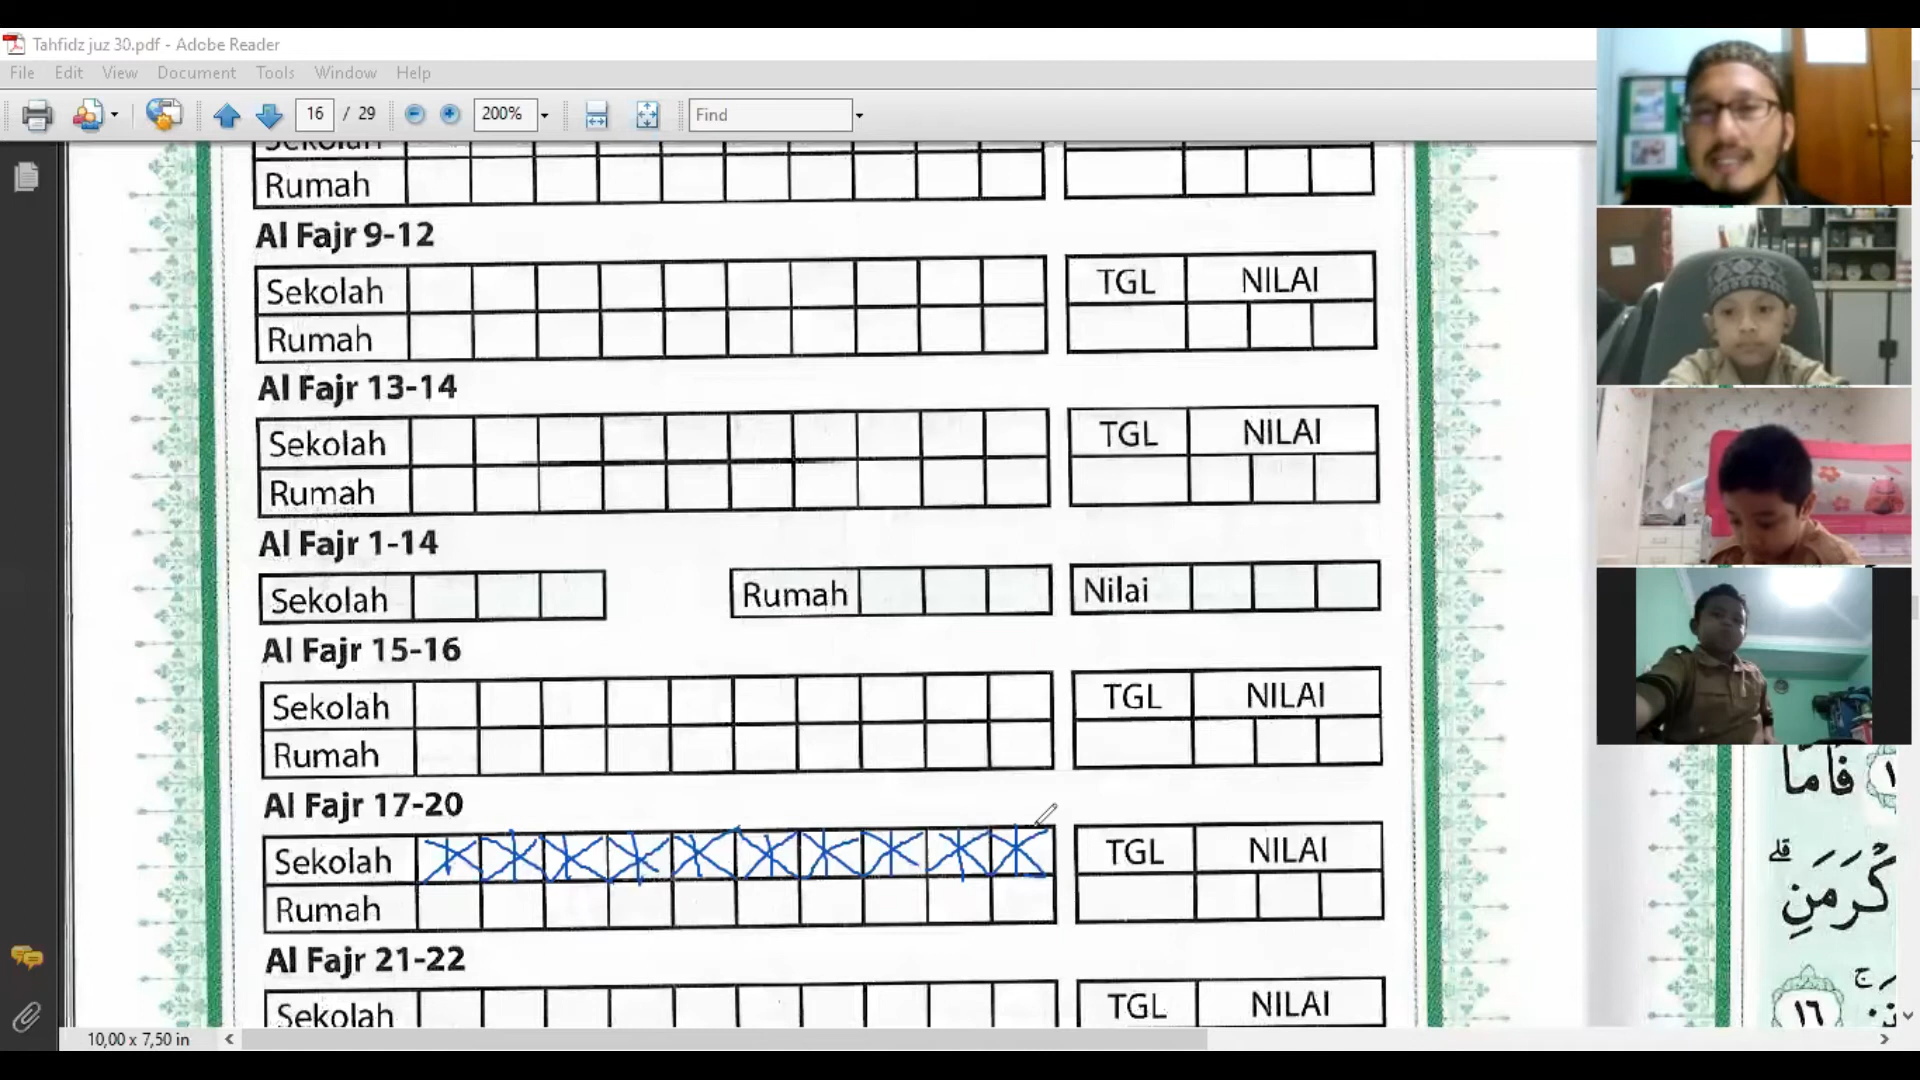 Tahfidz juz 30.pdf - Adobe Reader
File Edit View Document Tools Window Help
16 / 29 200% Find
Sekolah
Rumah
Al Fajr 9-12
Sekolah TGL NILAI
Rumah
Al Fajr 13-14
Sekolah TGL NILAI
Rumah
Al Fajr 1-14
Sekolah Rumah Nilai
Al Fajr 15-16
Sekolah TGL NILAI
Rumah
Al Fajr 17-20
Sekolah TGL NILAI
Rumah
Al Fajr 21-22
Sekolah TGL NILAI
فَأَمَّا
١٦
10,00 x 7,50 in